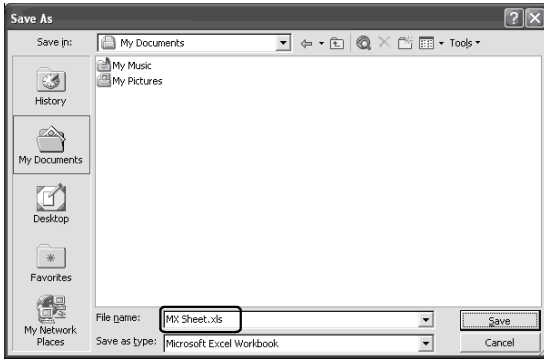 Save As
Save in:
My Documents
Tools
History
My Documents
Desktop
Favorites
My Network
Places
My Music
My Pictures
File name:
MX Sheet.xls
Save
Save as type:
Microsoft Excel Workbook
Cancel